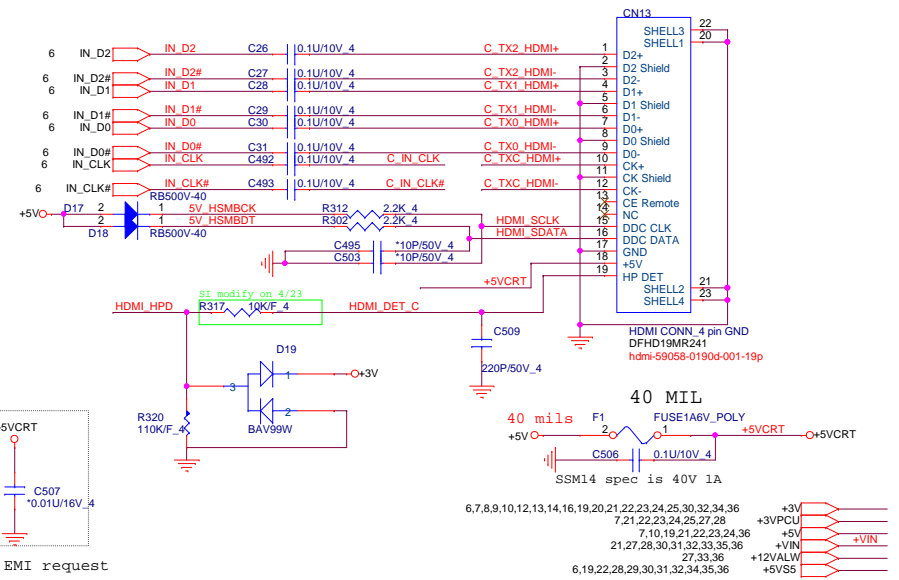 CN13
6 IN_D2 IN_D2 C26 0.1U/10V_4 C_TX2_HDMI+ 1 D2+ SHELL3 22
SHELL1 20
2 D2 Shield
6 IN_D2# IN_D2# C27 0.1U/10V_4 C_TX2_HDMI- 3 D2-
6 IN_D1 IN_D1 C28 0.1U/10V_4 C_TX1_HDMI+ 4 D1+
5 D1 Shield
6 IN_D1# IN_D1# C29 0.1U/10V_4 C_TX1_HDMI- 6 D1-
6 IN_D0 IN_D0 C30 0.1U/10V_4 C_TX0_HDMI+ 7 D0+
8 D0 Shield
6 IN_D0# IN_D0# C31 0.1U/10V_4 C_TX0_HDMI- 9 D0-
6 IN_CLK IN_CLK C492 0.1U/10V_4 C_IN_CLK C_TXC_HDMI+ 10 CK+
11 CK Shield
6 IN_CLK# IN_CLK# C493 0.1U/10V_4 C_IN_CLK# C_TXC_HDMI- 12 CK-
13 CE Remote
14 NC
RB500V-40
+5V D17 2 1 5V_HSMBCK R312 2.2K_4 HDMI_SCLK 15 DDC CLK
D18 2 1 5V_HSMBDT R302 2.2K_4 HDMI_SDATA 16 DDC DATA
RB500V-40
C495 *10P/50V_4 17 GND
C503 *10P/50V_4 18 +5V
+5VCRT 19 HP DET
SHELL2 21
SHELL4 23
S1 modify on 4/23
HDMI_HPD R317 10K/F_4 HDMI_DET_C
C509
220P/50V_4
HDMI CONN_4 pin GND
DFHD19MR241
hdmi-59058-0190d-001-19p
D19
3 1 +3V
2
BAV99W
R320
110K/F_4
40 MIL
40 mils F1 FUSE1A6V_POLY
+5V 2 1 +5VCRT +5VCRT
C506 0.1U/10V_4
SSM14 spec is 40V 1A
5VCRT
C507
*0.01U/16V_4
EMI request
6,7,8,9,10,12,13,14,16,19,20,21,22,23,24,25,30,32,34,36 +3V
7,21,22,23,24,25,27,28 +3VPCU
7,10,19,21,22,23,24,36 +5V
21,27,28,30,31,32,33,35,36 +VIN +VIN
27,33,36 +12VALW
6,19,22,28,29,30,31,32,34,35,36 +5VS5